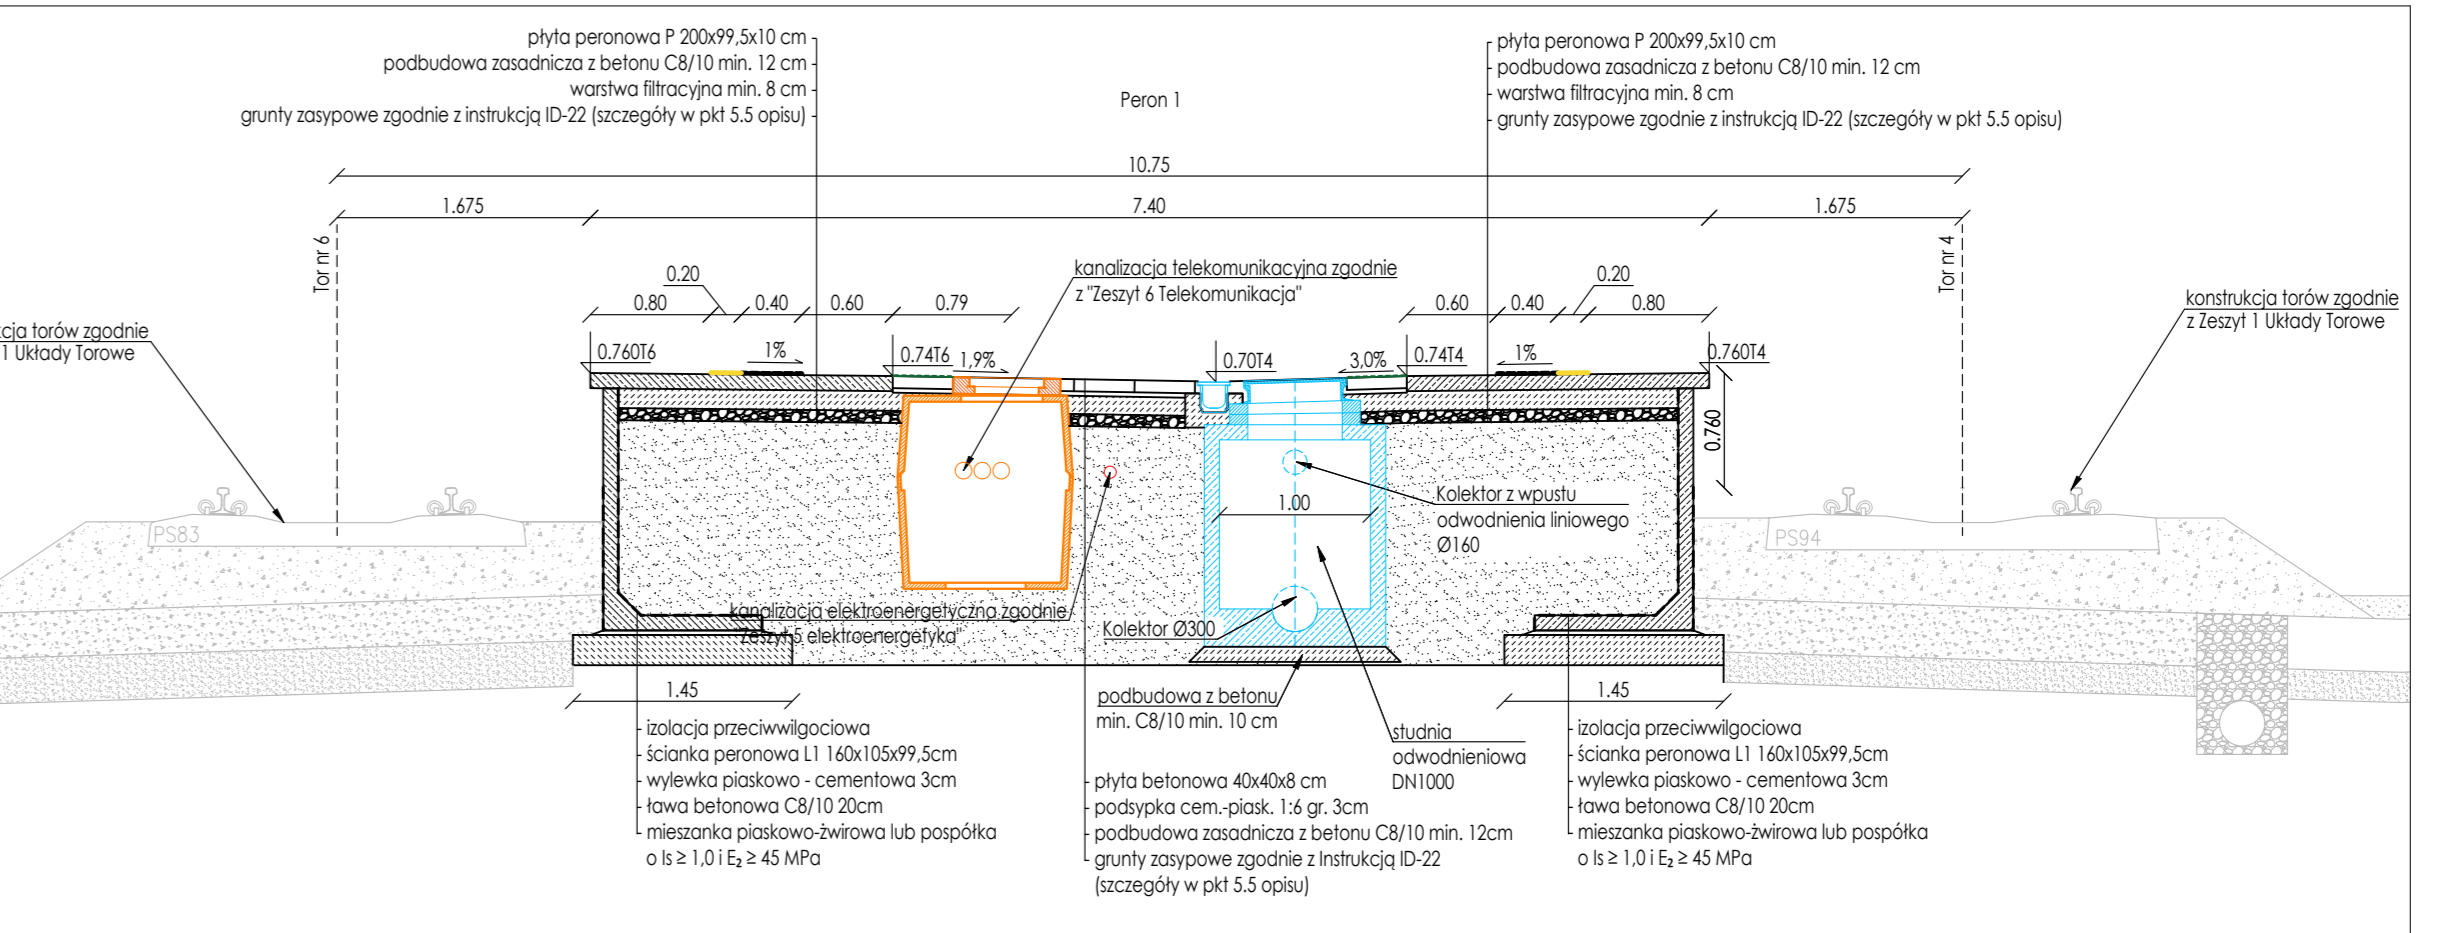 płyta peronowa P 200x99,5x10 cm
podbudowa zasadnicza z betonu C8/10 min. 12 cm
warstwa filtracyjna min. 8 cm
grunty zasypowe zgodnie z instrukcją ID-22 (szczegóły w pkt 5.5 opisu)
Peron 1
płyta peronowa P 200x99,5x10 cm
podbudowa zasadnicza z betonu C8/10 min. 12 cm
warstwa filtracyjna min. 8 cm
grunty zasypowe zgodnie z instrukcją ID-22 (szczegóły w pkt 5.5 opisu)
10.75
1.675
7.40
1.675
Tor nr 6
Tor nr 4
0.20
0.80
0.40
0.60
0.79
kanalizacja telekomunikacyjna zgodnie
z "Zeszyt 6 Telekomunikacja"
0.20
0.60
0.40
0.80
kcja torów zgodnie
1 Układy Torowe
konstrukcja torów zgodnie
z Zeszyt 1 Układy Torowe
0.760T6
1%
0.74T6
1,9%
0.70T4
3,0%
0.74T4
1%
0.760T4
0.760
PS83
PS94
Kolektor z wpustu
odwodnienia liniowego
Ø160
1.00
kanalizacja elektroenergetyczna zgodnie
"Zeszyt 5 elektroenergetyka"
Kolektor Ø300
1.45
1.45
podbudowa z betonu
min. C8/10 min. 10 cm
studnia
odwodnieniowa
DN1000
izolacja przeciwwilgociowa
ścianka peronowa L1 160x105x99,5cm
wylewka piaskowo - cementowa 3cm
ława betonowa C8/10 20cm
mieszanka piaskowo-żwirowa lub pospółka
o Is ≥ 1,0 i E₂ ≥ 45 MPa
płyta betonowa 40x40x8 cm
podsypka cem.-piask. 1:6 gr. 3cm
podbudowa zasadnicza z betonu C8/10 min. 12cm
grunty zasypowe zgodnie z Instrukcją ID-22
(szczegóły w pkt 5.5 opisu)
izolacja przeciwwilgociowa
ścianka peronowa L1 160x105x99,5cm
wylewka piaskowo - cementowa 3cm
ława betonowa C8/10 20cm
mieszanka piaskowo-żwirowa lub pospółka
o Is ≥ 1,0 i E₂ ≥ 45 MPa